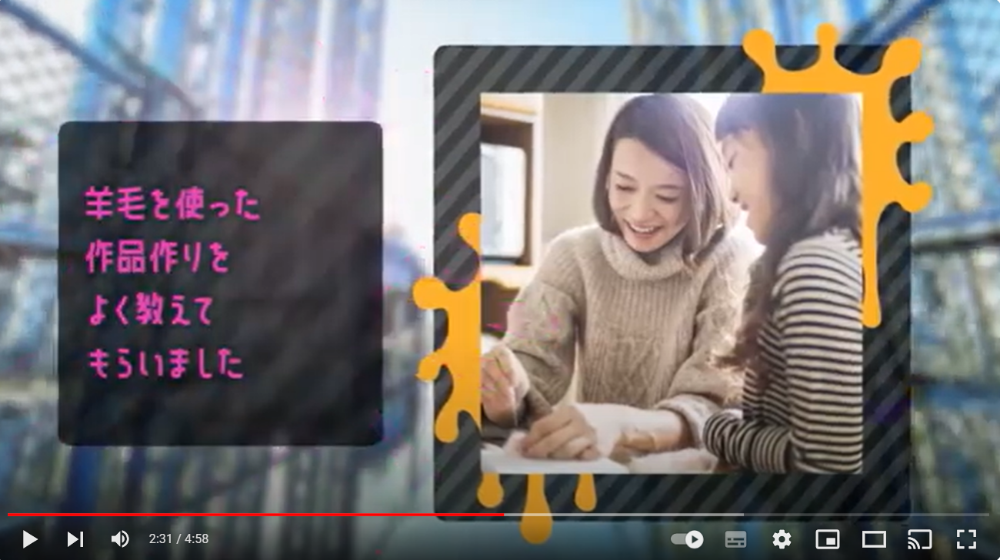 羊毛を使った
作品作りを
よく教えて
もらいました
2:31 / 4:58